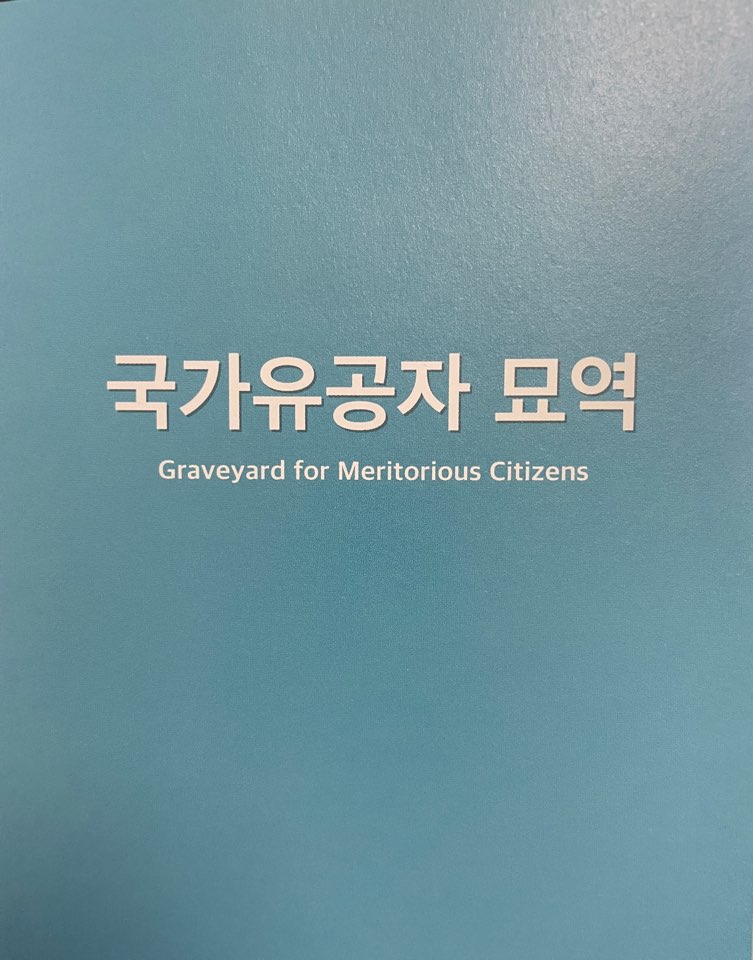 국가유공자 묘역
Graveyard for Meritorious Citizens